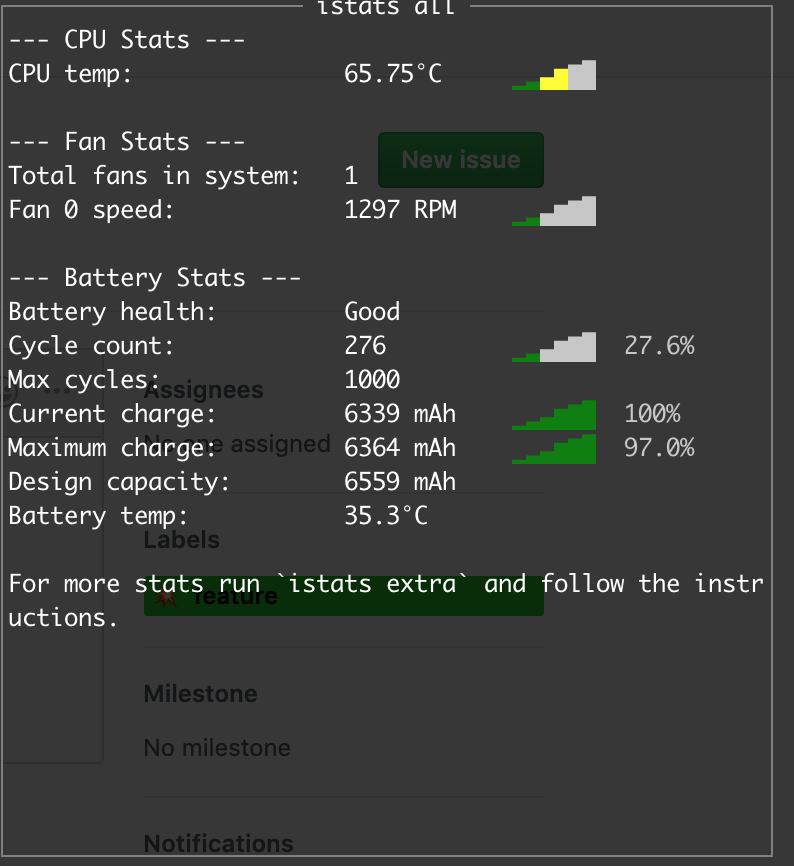 istats all
--- CPU Stats ---
CPU temp: 65.75°C
--- Fan Stats ---
New issue
Total fans in system: 1
Fan 0 speed: 1297 RPM
--- Battery Stats ---
Battery health: Good
Cycle count: 276 27.6%
Max cycles: 1000
Assignees
Current charge: 6339 mAh 100%
No one assigned
Maximum charge: 6364 mAh 97.0%
Design capacity: 6559 mAh
Battery temp: 35.3°C
Labels
For more stats run `istats extra` and follow the instr
feature
uctions.
Milestone
No milestone
Notifications